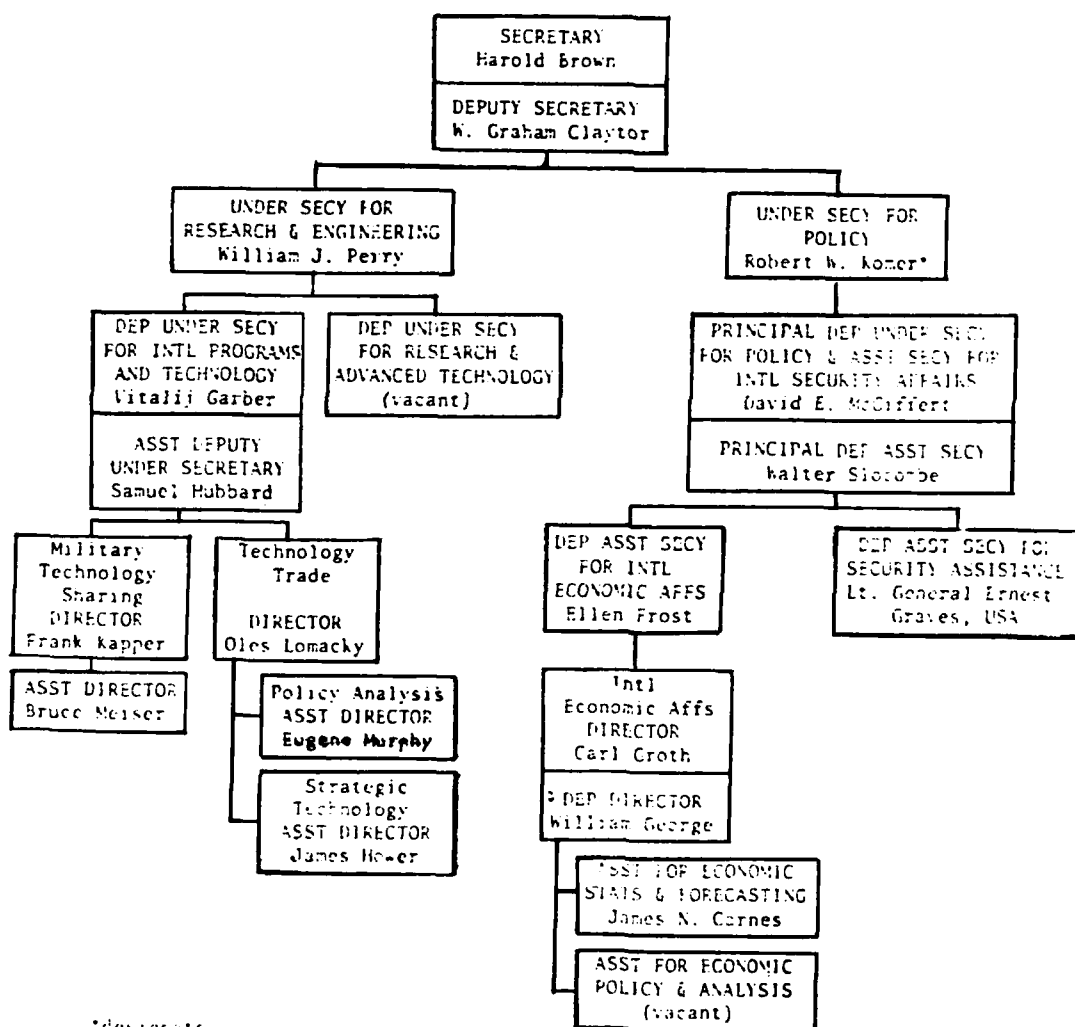 SECRETARY
Harold Brown
DEPUTY SECRETARY
W. Graham Claytor
UNDER SECY FOR
RESEARCH & ENGINEERING
William J. Perry
UNDER SECY FOR
POLICY
Robert W. Komer*
DEP UNDER SECY
FOR INTL PROGRAMS
AND TECHNOLOGY
Vitalij Garber
ASST DEPUTY
UNDER SECRETARY
Samuel Hubbard
DEP UNDER SECY
FOR RESEARCH &
ADVANCED TECHNOLOGY
(vacant)
PRINCIPAL DEP UNDER SECY
FOR POLICY & ASST SECY FOR
INTL SECURITY AFFAIRS
David E. McGiffert
PRINCIPAL DEP ASST SECY
Walter Slocombe
Military
Technology
Sharing
DIRECTOR
Frank Kapper
ASST DIRECTOR
Bruce Meiser
Technology
Trade
DIRECTOR
Oles Lomacky
Policy Analysis
ASST DIRECTOR
Eugene Murphy
Strategic
Technology
ASST DIRECTOR
James Hower
DEP ASST SECY
FOR INTL
ECONOMIC AFFS
Ellen Frost
DEP ASST SECY FOR
SECURITY ASSISTANCE
Lt. General Ernest
Graves, USA
Intl
Economic Affs
DIRECTOR
Carl Groth
DEP DIRECTOR
William George
ASST FOR ECONOMIC
STATS & FORECASTING
James N. Carnes
ASST FOR ECONOMIC
POLICY & ANALYSIS
(vacant)